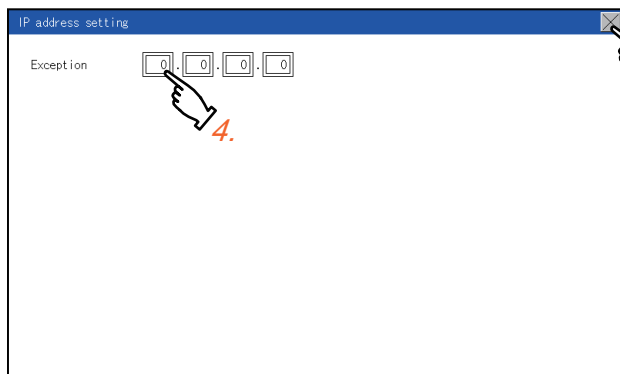 IP address setting
Exception 0 . 0 . 0 . 0
4.